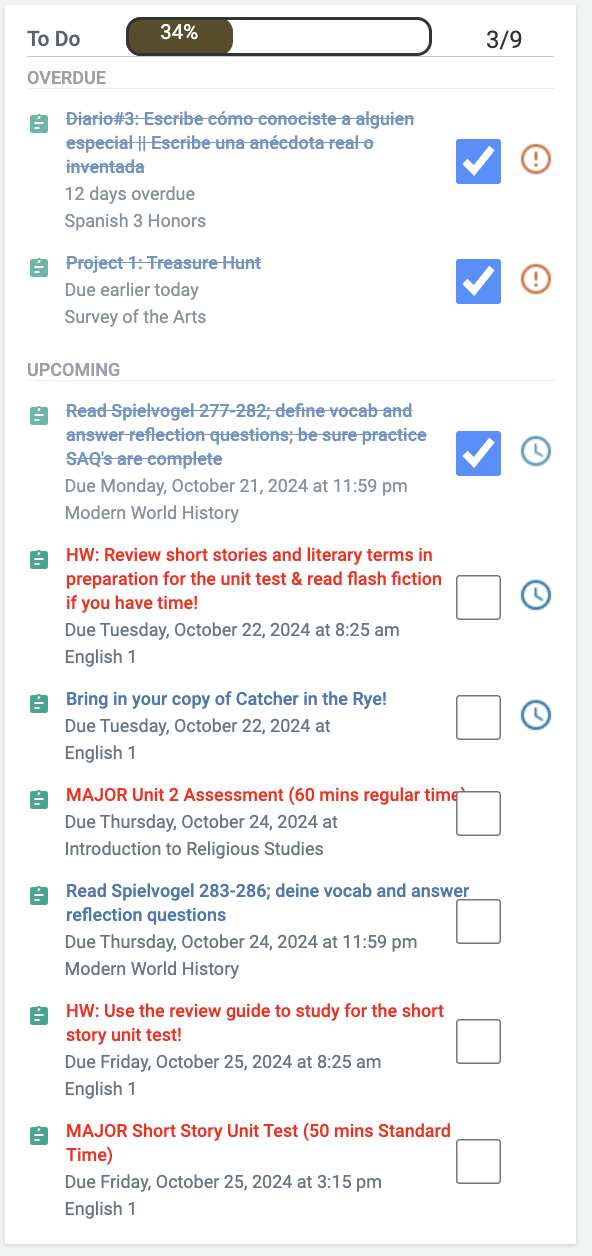 To Do 34% 3/9
OVERDUE
Diario#3: Escribe cómo conociste a alguien
especial || Escribe una anécdota real o
inventada
12 days overdue
Spanish 3 Honors
Project 1: Treasure Hunt
Due earlier today
Survey of the Arts
UPCOMING
Read Spielvogel 277-282; define vocab and
answer reflection questions; be sure practice
SAQ's are complete
Due Monday, October 21, 2024 at 11:59 pm
Modern World History
HW: Review short stories and literary terms in
preparation for the unit test & read flash fiction
if you have time!
Due Tuesday, October 22, 2024 at 8:25 am
English 1
Bring in your copy of Catcher in the Rye!
Due Tuesday, October 22, 2024 at
English 1
MAJOR Unit 2 Assessment (60 mins regular time)
Due Thursday, October 24, 2024 at
Introduction to Religious Studies
Read Spielvogel 283-286; deine vocab and answer
reflection questions
Due Thursday, October 24, 2024 at 11:59 pm
Modern World History
HW: Use the review guide to study for the short
story unit test!
Due Friday, October 25, 2024 at 8:25 am
English 1
MAJOR Short Story Unit Test (50 mins Standard
Time)
Due Friday, October 25, 2024 at 3:15 pm
English 1